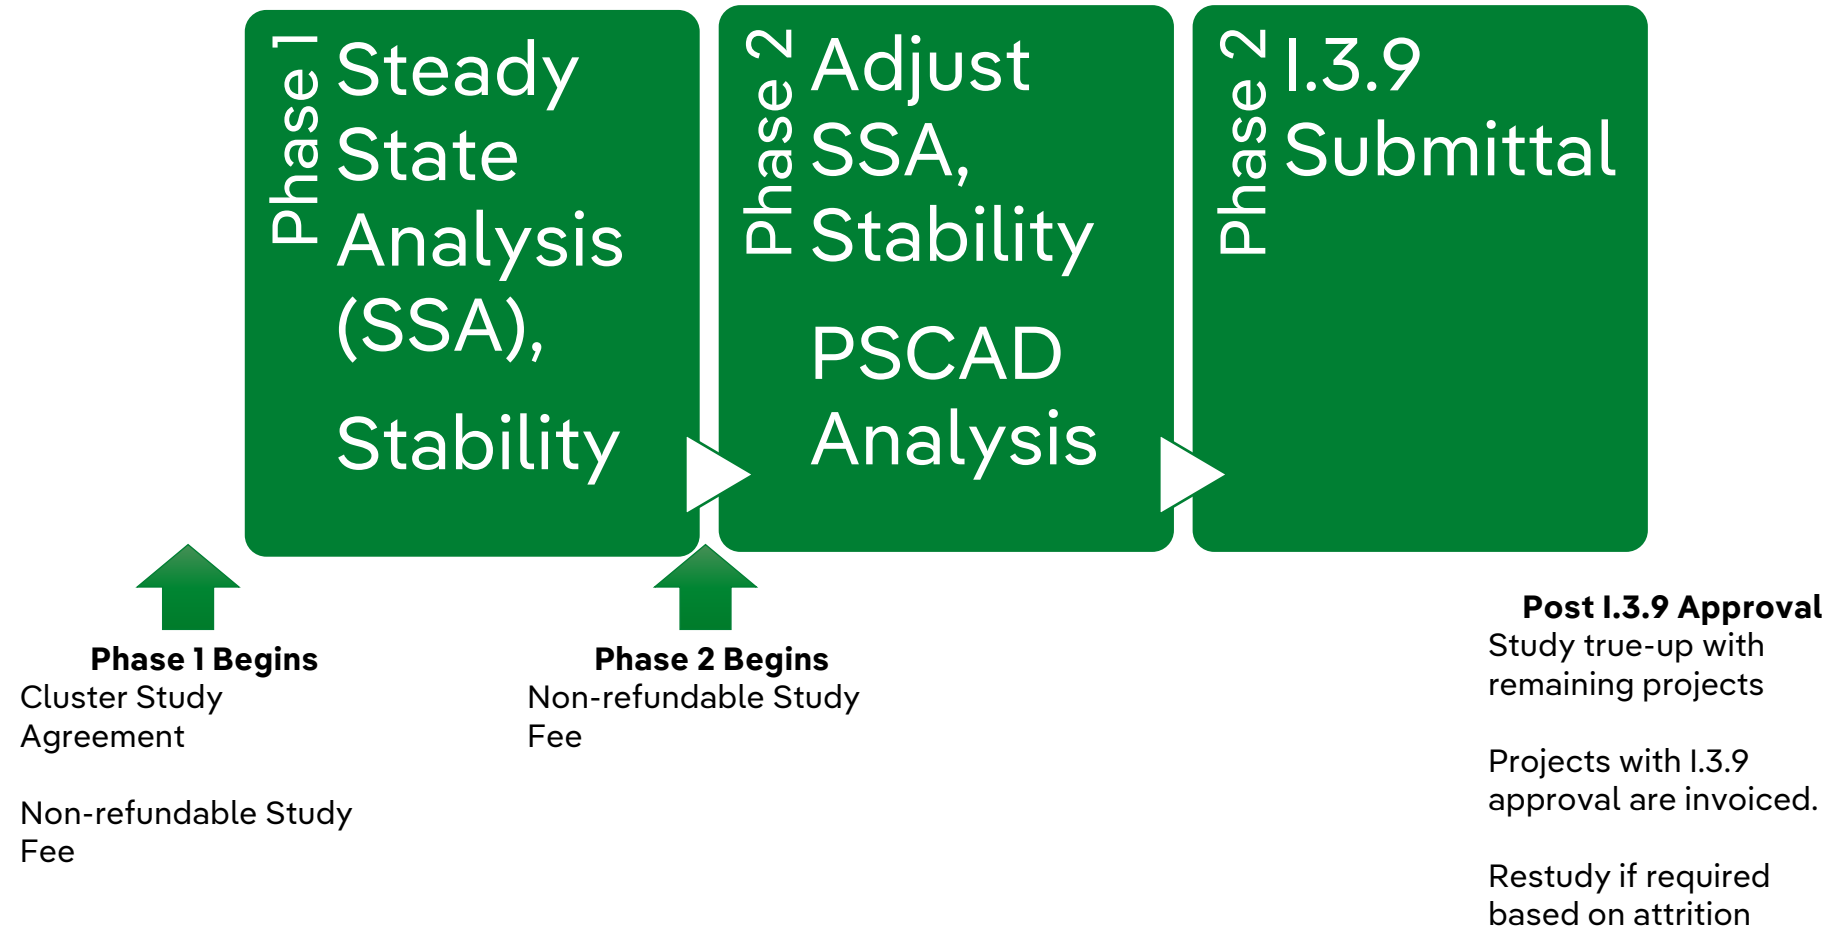 Phase 1
Steady
State
Analysis
(SSA),
Stability
Phase 2
Adjust
SSA,
Stability
PSCAD
Analysis
Phase 2
I.3.9
Submittal
Phase 1 Begins
Cluster Study
Agreement
Non-refundable Study
Fee
Phase 2 Begins
Non-refundable Study
Fee
Post I.3.9 Approval
Study true-up with
remaining projects
Projects with I.3.9
approval are invoiced.
Restudy if required
based on attrition